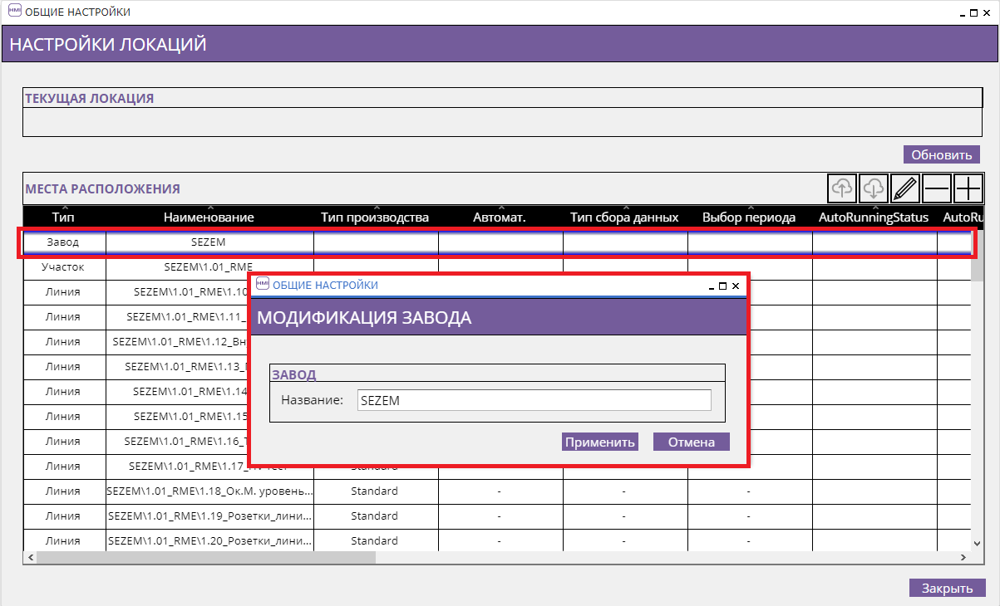 HMI ОБЩИЕ НАСТРОЙКИ
НАСТРОЙКИ ЛОКАЦИЙ
ТЕКУЩАЯ ЛОКАЦИЯ
Обновить
МЕСТА РАСПОЛОЖЕНИЯ
Тип Наименование Тип производства Автомат. Тип сбора данных Выбор периода AutoRunningStatus AutoRu
Завод SEZEM
Участок SEZEM\1.01_RME
Линия SEZEM\1.01_RME\1.10
Линия SEZEM\1.01_RME\1.11_
Линия SEZEM\1.01_RME\1.12_Вн
Линия SEZEM\1.01_RME\1.13_
Линия SEZEM\1.01_RME\1.14
Линия SEZEM\1.01_RME\1.15
Линия SEZEM\1.01_RME\1.16_
Линия SEZEM\1.01_RME\1.17_
Линия SEZEM\1.01_RME\1.18_Ок.М. уровень... Standard - - -
Линия SEZEM\1.01_RME\1.19_Розетки_лини... Standard - - -
Линия SEZEM\1.01_RME\1.20_Розетки_лини... Standard - - -
HMI ОБЩИЕ НАСТРОЙКИ
МОДИФИКАЦИЯ ЗАВОДА
ЗАВОД
Название: SEZEM
Применить Отмена
Закрыть